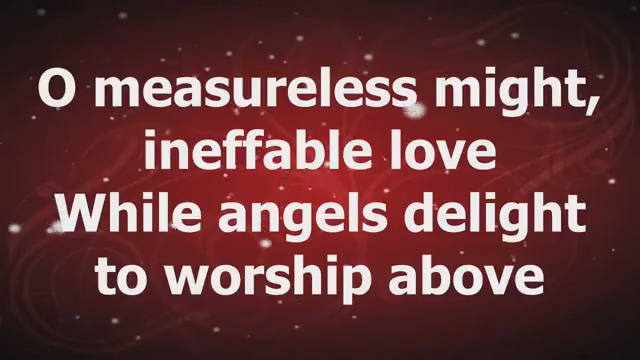 O measureless might,
ineffable love
While angels delight
to worship above